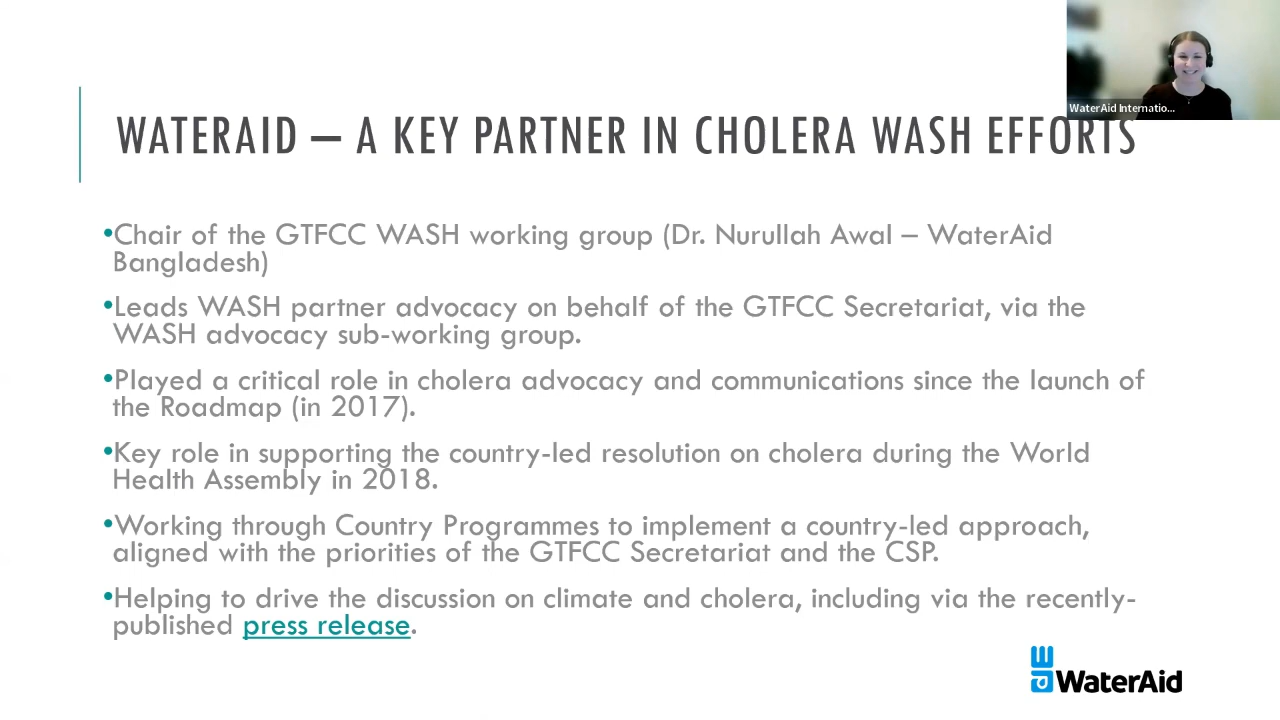 WaterAid Internatio...
WATERAID – A KEY PARTNER IN CHOLERA WASH EFFORTS
•Chair of the GTFCC WASH working group (Dr. Nurullah Awal – WaterAid
Bangladesh)
•Leads WASH partner advocacy on behalf of the GTFCC Secretariat, via the
WASH advocacy sub-working group.
•Played a critical role in cholera advocacy and communications since the launch of
the Roadmap (in 2017).
•Key role in supporting the country-led resolution on cholera during the World
Health Assembly in 2018.
•Working through Country Programmes to implement a country-led approach,
aligned with the priorities of the GTFCC Secretariat and the CSP.
•Helping to drive the discussion on climate and cholera, including via the recently-
published press release.
WaterAid